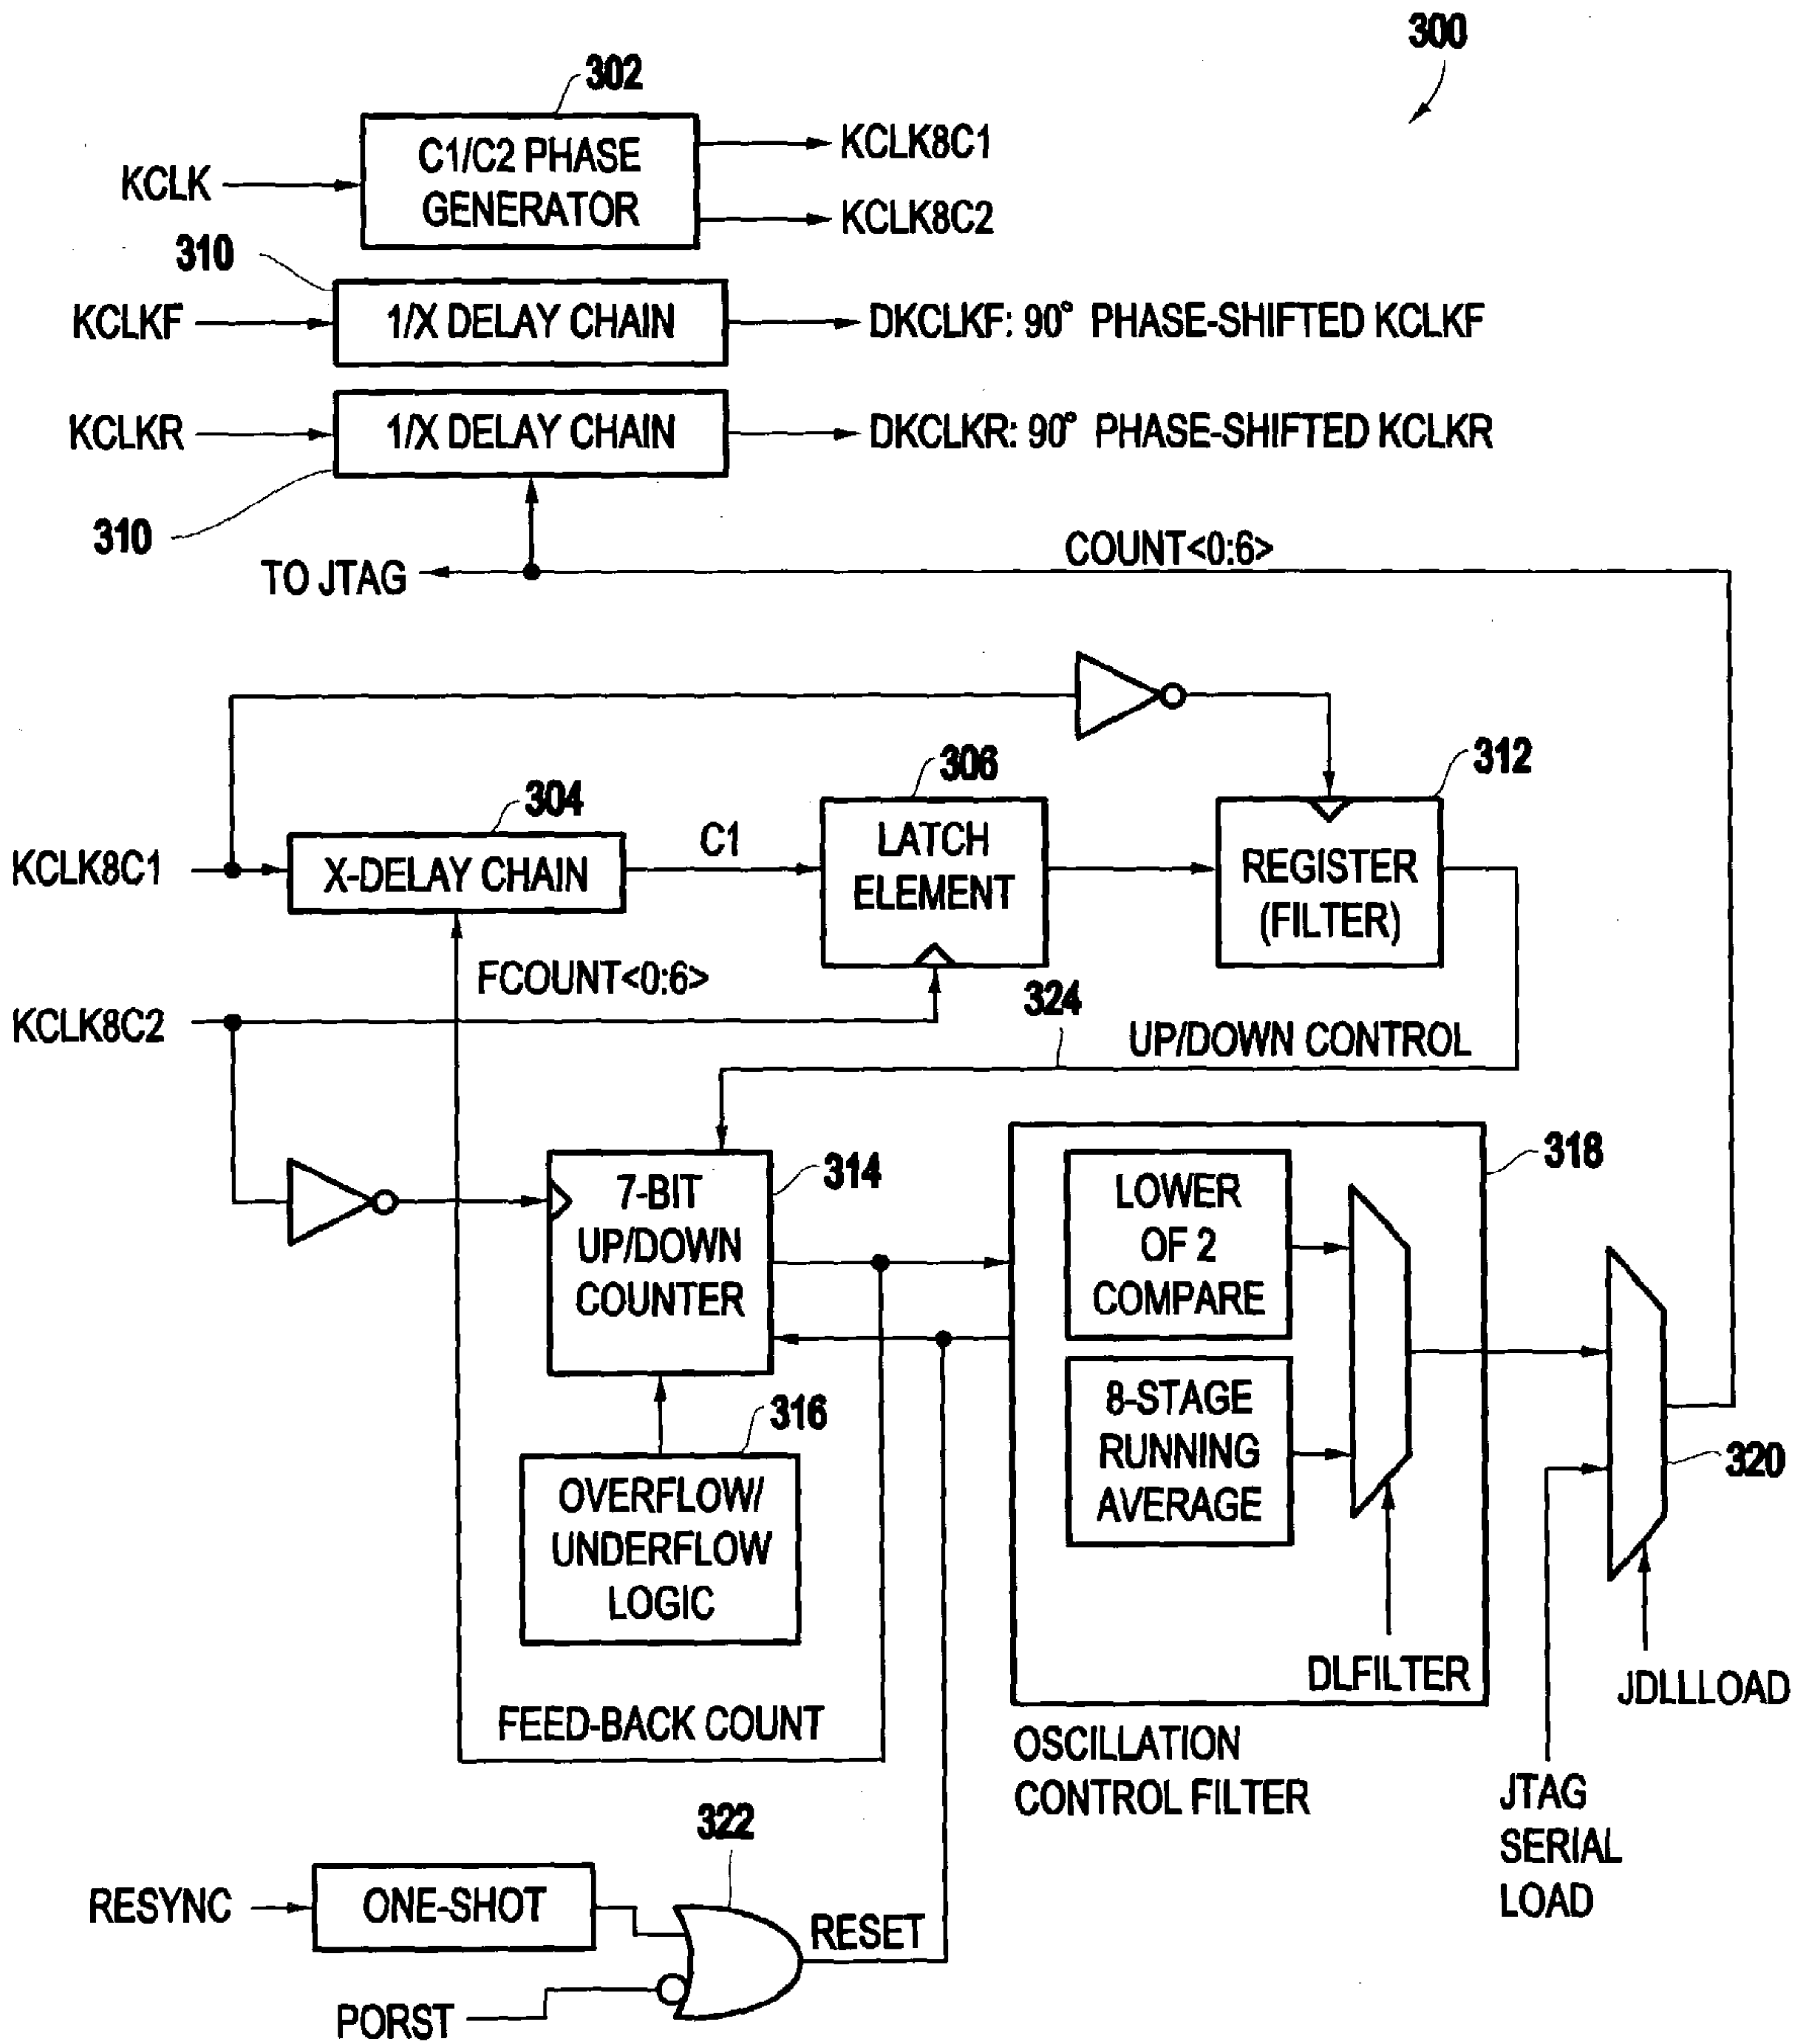 300
302
C1/C2 PHASE
GENERATOR
KCLK
KCLK8C1
KCLK8C2
310
KCLKF
1/X DELAY CHAIN
DKCLKF: 90° PHASE-SHIFTED KCLKF
KCLKR
1/X DELAY CHAIN
DKCLKR: 90° PHASE-SHIFTED KCLKR
310
TO JTAG
COUNT<0:6>
304
306
312
KCLK8C1
X-DELAY CHAIN
C1
LATCH
ELEMENT
REGISTER
(FILTER)
FCOUNT<0:6>
KCLK8C2
324
UP/DOWN CONTROL
7-BIT
UP/DOWN
COUNTER
314
318
LOWER
OF 2
COMPARE
8-STAGE
RUNNING
AVERAGE
316
OVERFLOW/
UNDERFLOW
LOGIC
320
DLFILTER
JDLLLOAD
FEED-BACK COUNT
OSCILLATION
CONTROL FILTER
JTAG
SERIAL
LOAD
322
RESYNC
ONE-SHOT
RESET
PORST